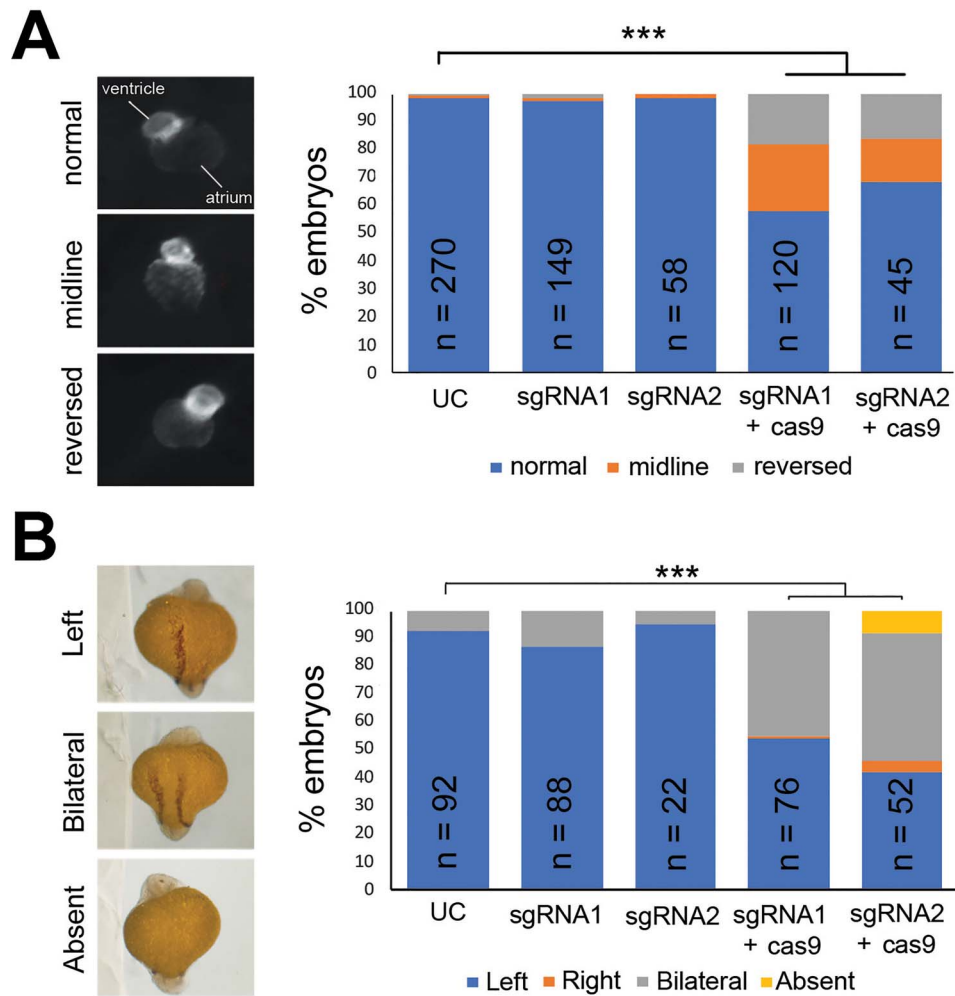 A
ventricle
atrium
normal
midline
reversed
***
% embryos
100
90
80
70
60
50
40
30
20
10
0
n = 270
n = 149
n = 58
n = 120
n = 45
UC
sgRNA1
sgRNA2
sgRNA1
+ cas9
sgRNA2
+ cas9
normal
midline
reversed
B
Left
Bilateral
Absent
***
% embryos
100
90
80
70
60
50
40
30
20
10
0
n = 92
n = 88
n = 22
n = 76
n = 52
UC
sgRNA1
sgRNA2
sgRNA1
+ cas9
sgRNA2
+ cas9
Left
Right
Bilateral
Absent